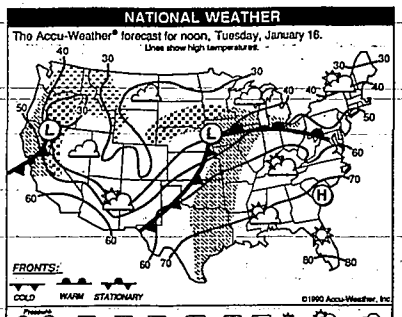 NATIONAL WEATHER
The Accu-Weather® forecast for noon, Tuesday, January 16.
Lines show high temperatures.
40 30 30 30
40 40 40
50 50
L L
60
70
60 H
60
60 70 80 80
FRONTS:
COLD WARM STATIONARY
©1990 Accu-Weather, Inc.